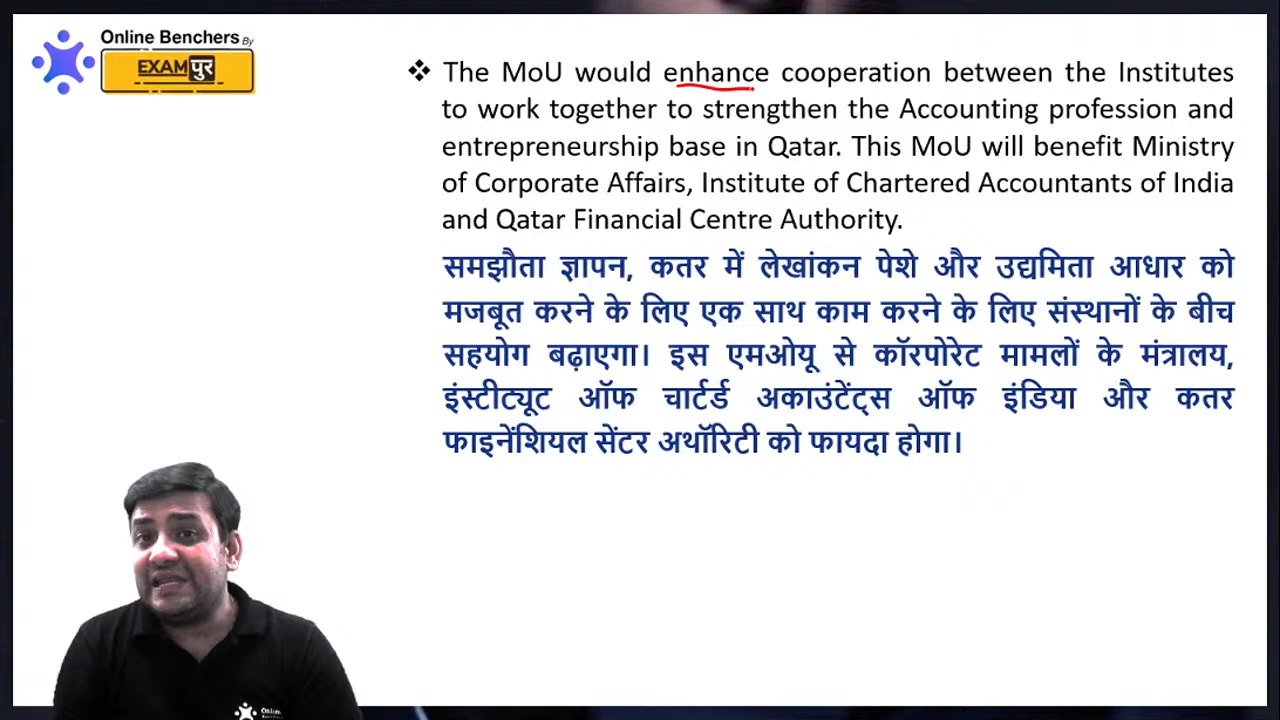 Online Benchers By
EXAMपुर
❖ The MoU would enhance cooperation between the Institutes
to work together to strengthen the Accounting profession and
entrepreneurship base in Qatar. This MoU will benefit Ministry
of Corporate Affairs, Institute of Chartered Accountants of India
and Qatar Financial Centre Authority.
समझौता ज्ञापन, कतर में लेखांकन पेशे और उद्यमिता आधार को
मजबूत करने के लिए एक साथ काम करने के लिए संस्थानों के बीच
सहयोग बढ़ाएगा। इस एमओयू से कॉरपोरेट मामलों के मंत्रालय,
इंस्टीट्यूट ऑफ चार्टर्ड अकाउंटेंट्स ऑफ इंडिया और कतर
फाइनेंशियल सेंटर अथॉरिटी को फायदा होगा।
Online